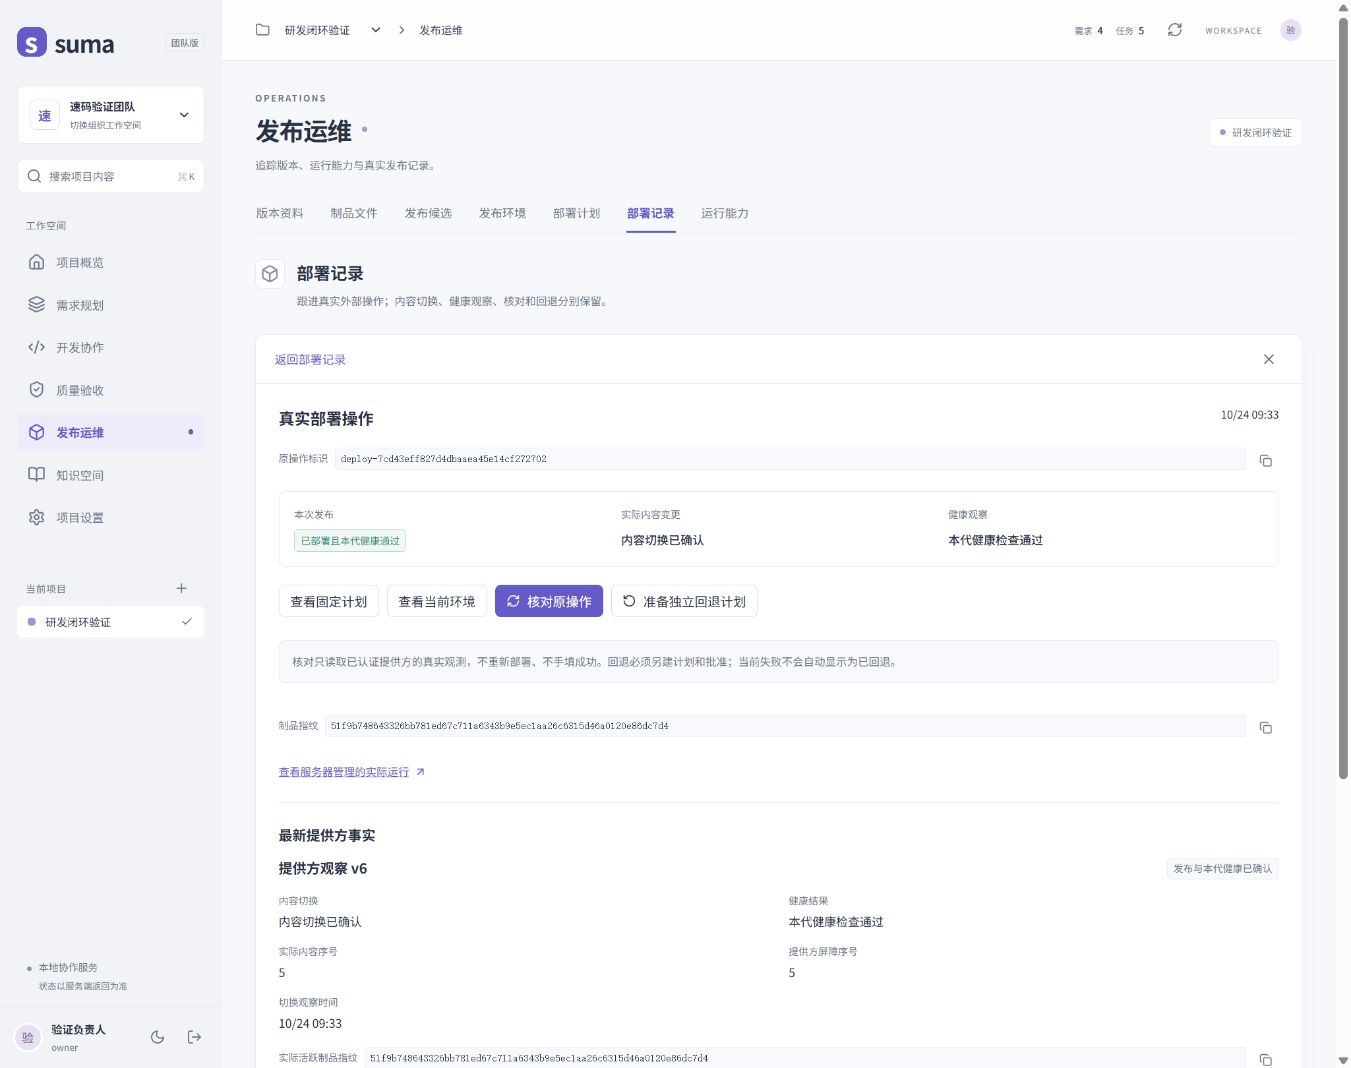 suma
团队版
速
速码验证团队
切换组织工作空间
搜索项目内容
⌘K
工作空间
项目概览
需求规划
开发协作
质量验收
发布运维
知识空间
项目设置
当前项目
研发闭环验证
本地协作服务
状态以服务端返回为准
验
验证负责人
owner
研发闭环验证
发布运维
需求 4 任务 5
WORKSPACE
验
OPERATIONS
发布运维
研发闭环验证
追踪版本、运行能力与真实发布记录。
版本资料 制品文件 发布候选 发布环境 部署计划 部署记录 运行能力
部署记录
跟进真实外部操作；内容切换、健康观察、核对和回退分别保留。
返回部署记录
真实部署操作
10/24 09:33
原操作标识 deploy-7cd43eff827d4dbaaea45e14cf272702
本次发布 实际内容变更 健康观察
已部署且本代健康通过 内容切换已确认 本代健康检查通过
查看固定计划 查看当前环境 核对原操作 准备独立回退计划
核对只读取已认证提供方的真实观测，不重新部署、不手填成功。回退必须另建计划和批准；当前失败不会自动显示为已回退。
制品指纹 51f9b748643326bb781ed67c711a6343b9e5ec1aa26c6315d46a0120e86dc7d4
查看服务器管理的实际运行
最新提供方事实
提供方观察 v6
发布与本代健康已确认
内容切换 健康结果
内容切换已确认 本代健康检查通过
实际内容序号 提供方屏障序号
5 5
切换观察时间
10/24 09:33
实际活跃制品指纹 51f9b748643326bb781ed67c711a6343b9e5ec1aa26c6315d46a0120e86dc7d4